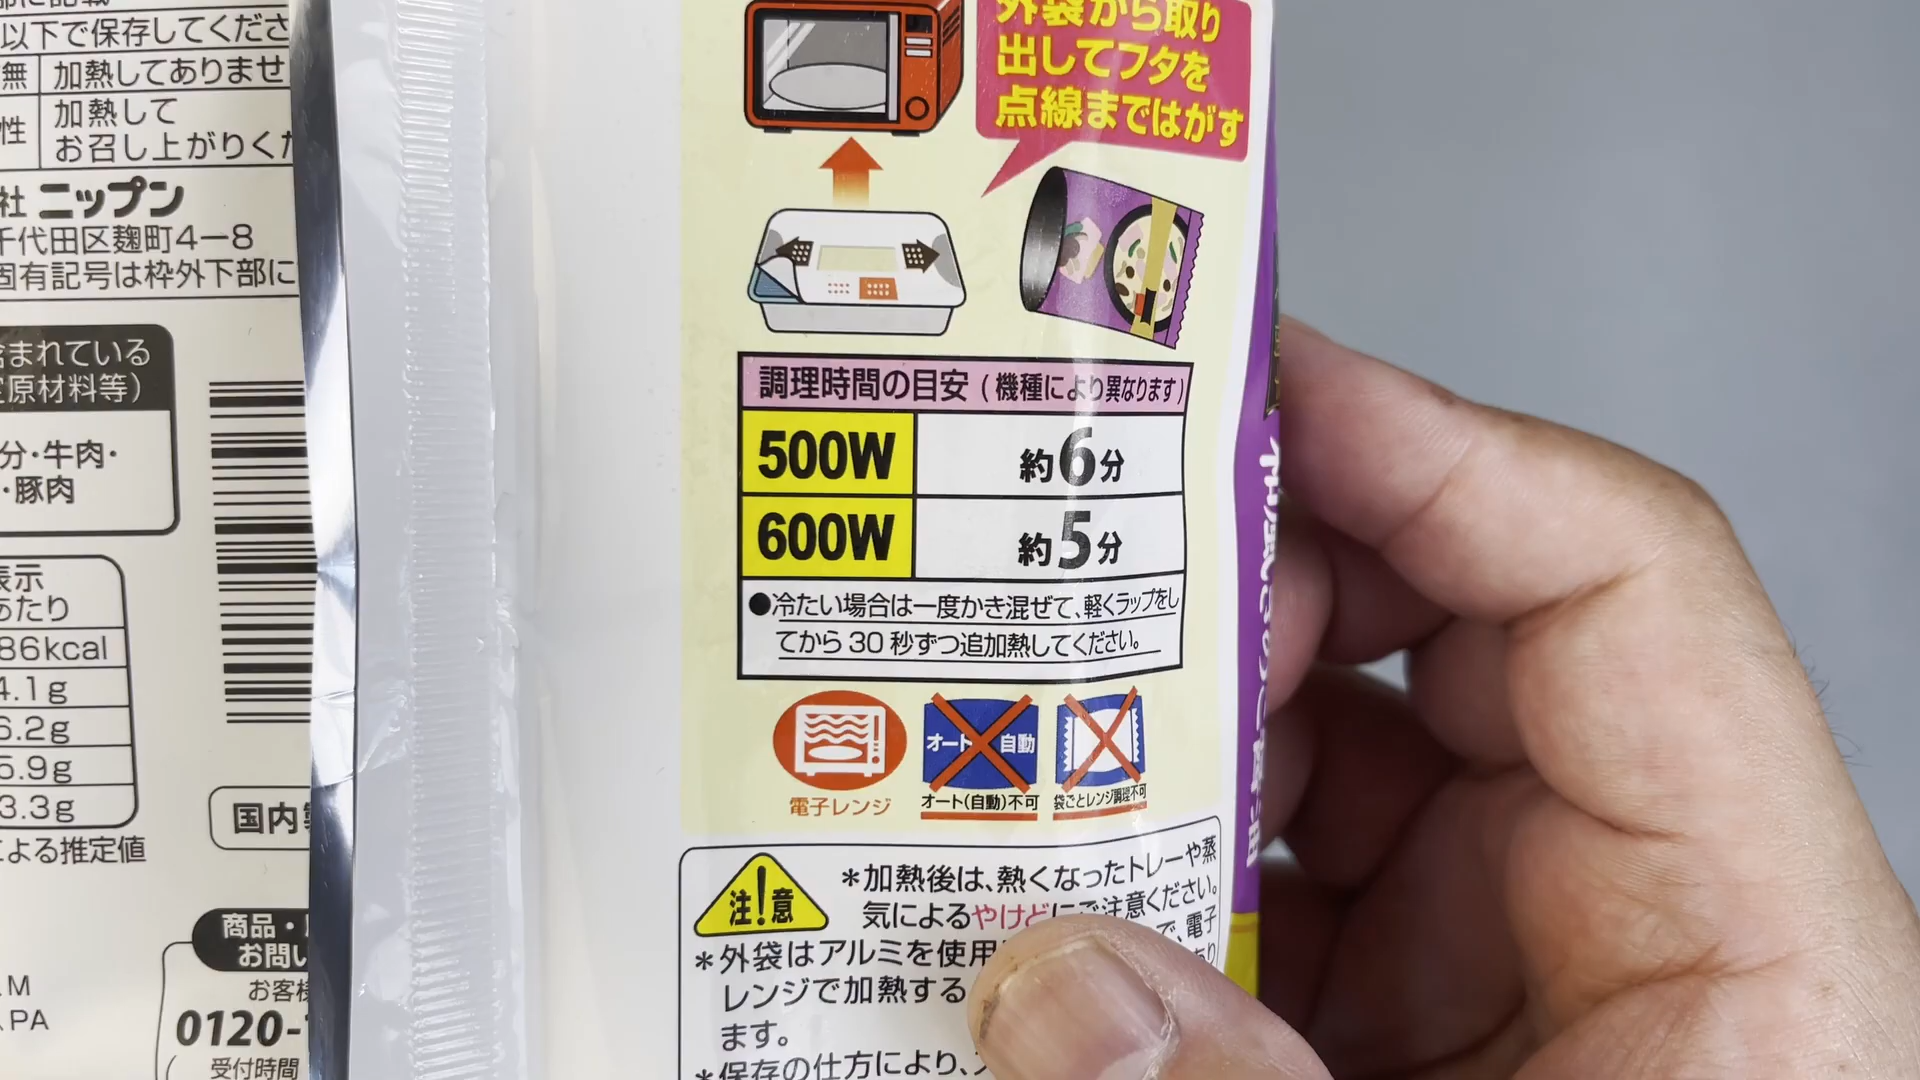 以下で保存してくださ
無 加熱してありませ
性 加熱して
お召し上がりくだ
社 ニップン
千代田区麹町4−8
固有記号は枠外下部に
含まれている
原材料等）
分・牛肉・
・豚肉
表示
あたり
86kcal
4.1g
6.2g
5.9g
3.3g
による推定値
国内
商品・
お問い
お客様
0120-
受付時間
M
PA
外袋から取り
出してフタを
点線まではがす
調理時間の目安（機種により異なります）
500W 約6分
600W 約5分
●冷たい場合は一度かき混ぜて、軽くラップをし
てから30秒ずつ追加熱してください。
オート 自動
電子レンジ オート(自動)不可 袋ごとレンジ調理不可
注!意
＊加熱後は、熱くなったトレーや蒸
気によるやけどにご注意ください。
＊外袋はアルミを使用 で、電子
レンジで加熱する あり
ます。
＊保存の仕方により、